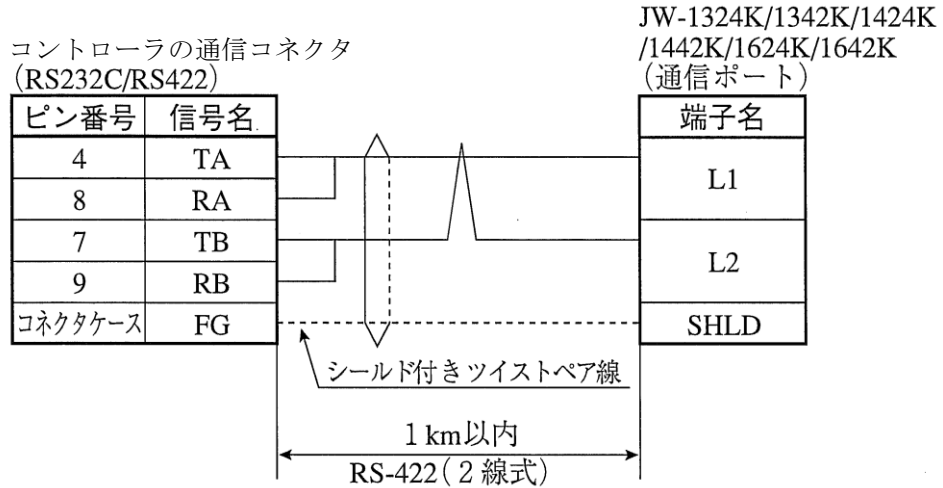 JW-1324K/1342K/1424K
/1442K/1624K/1642K
(通信ポート)
コントローラの通信コネクタ
(RS232C/RS422)
ピン番号 信号名
端子名
4 TA
8 RA
L1
7 TB
9 RB
L2
コネクタケース FG
SHLD
シールド付きツイストペア線
1km以内
RS-422(2線式)